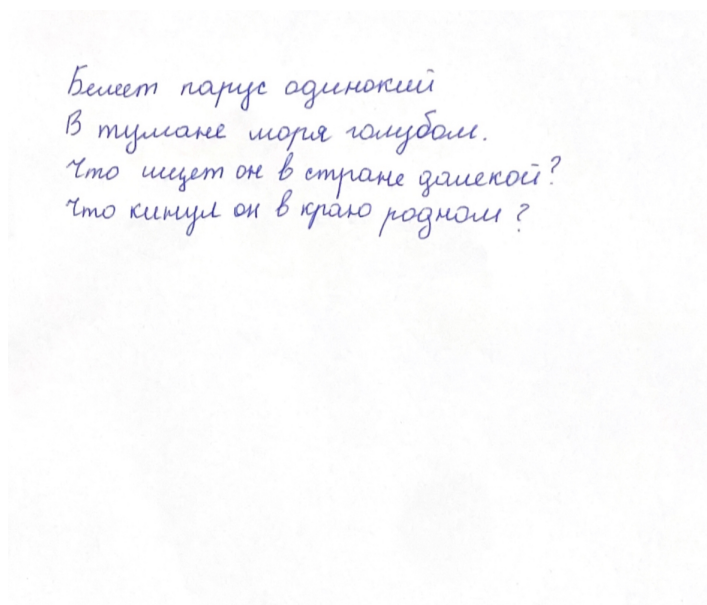 Белеет парус одинокий
В тумане моря голубом.
Что ищет он в стране далекой?
Что кинул он в краю родном?